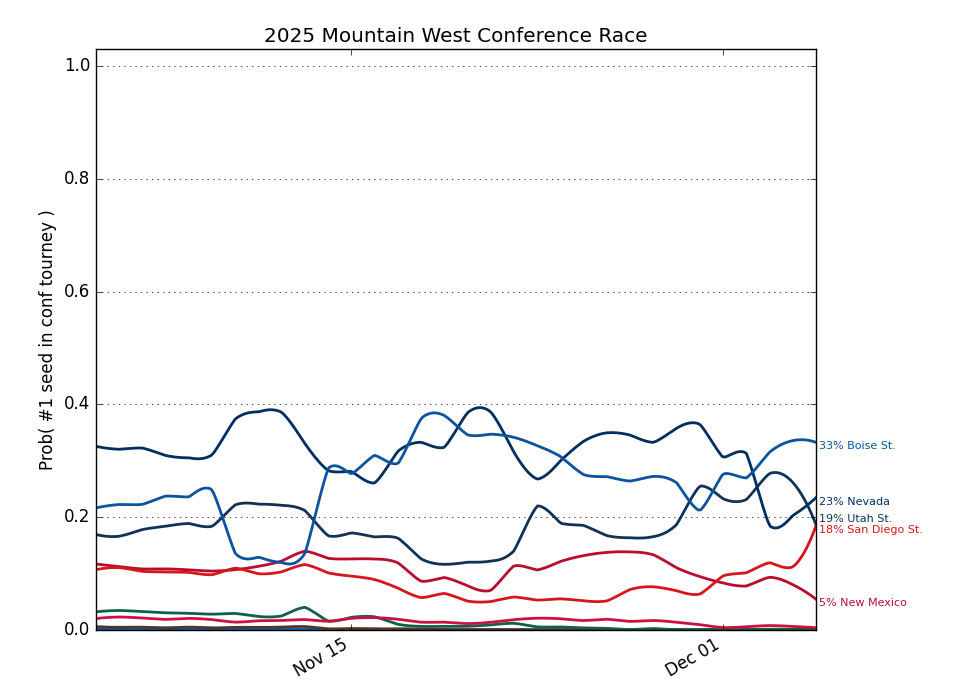 2025 Mountain West Conference Race
Prob( #1 seed in conf tourney )
1.0
0.8
0.6
0.4
0.2
0.0
Nov 15
Dec 01
33% Boise St.
23% Nevada
19% Utah St.
18% San Diego St.
5% New Mexico